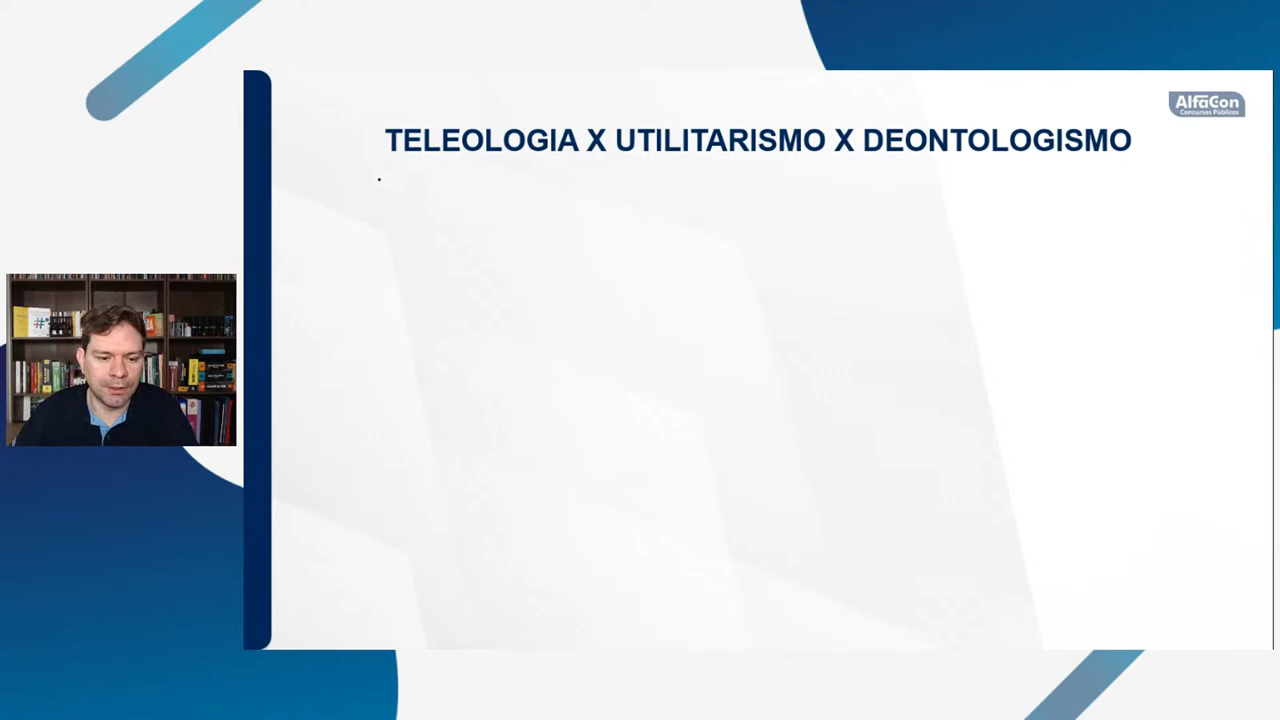 AlfaCon
Concursos Públicos
TELEOLOGIA X UTILITARISMO X DEONTOLOGISMO
.
#